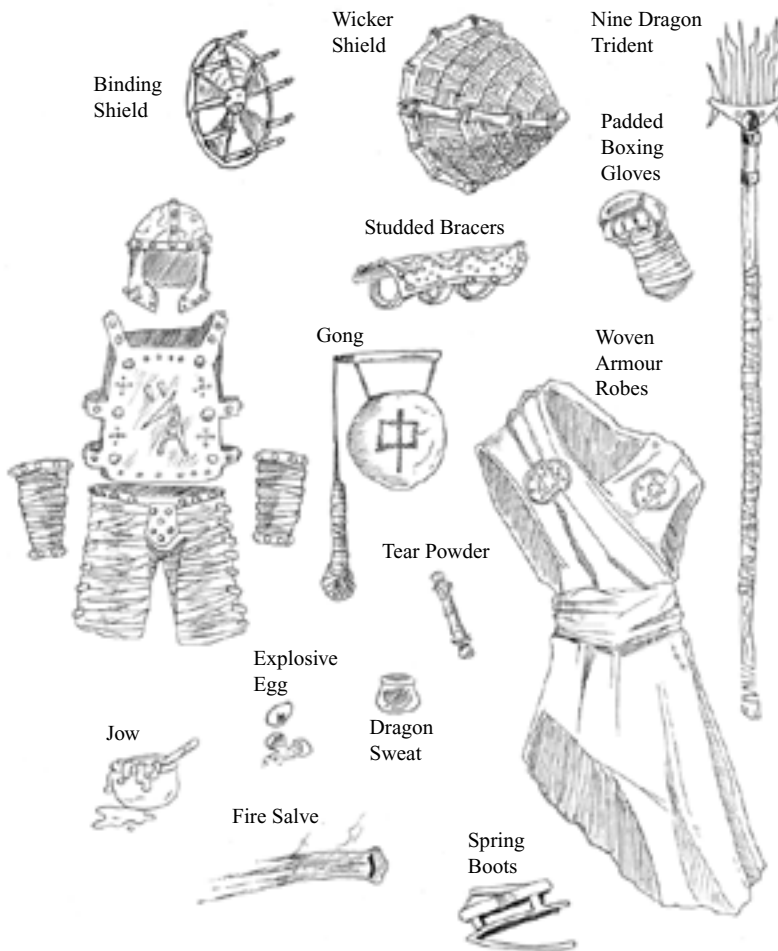 Wicker
Shield
Nine Dragon
Trident
Binding
Shield
Padded
Boxing
Gloves
Studded Bracers
Gong
Woven
Armour
Robes
Tear Powder
Explosive
Egg
Dragon
Sweat
Jow
Fire Salve
Spring
Boots
中